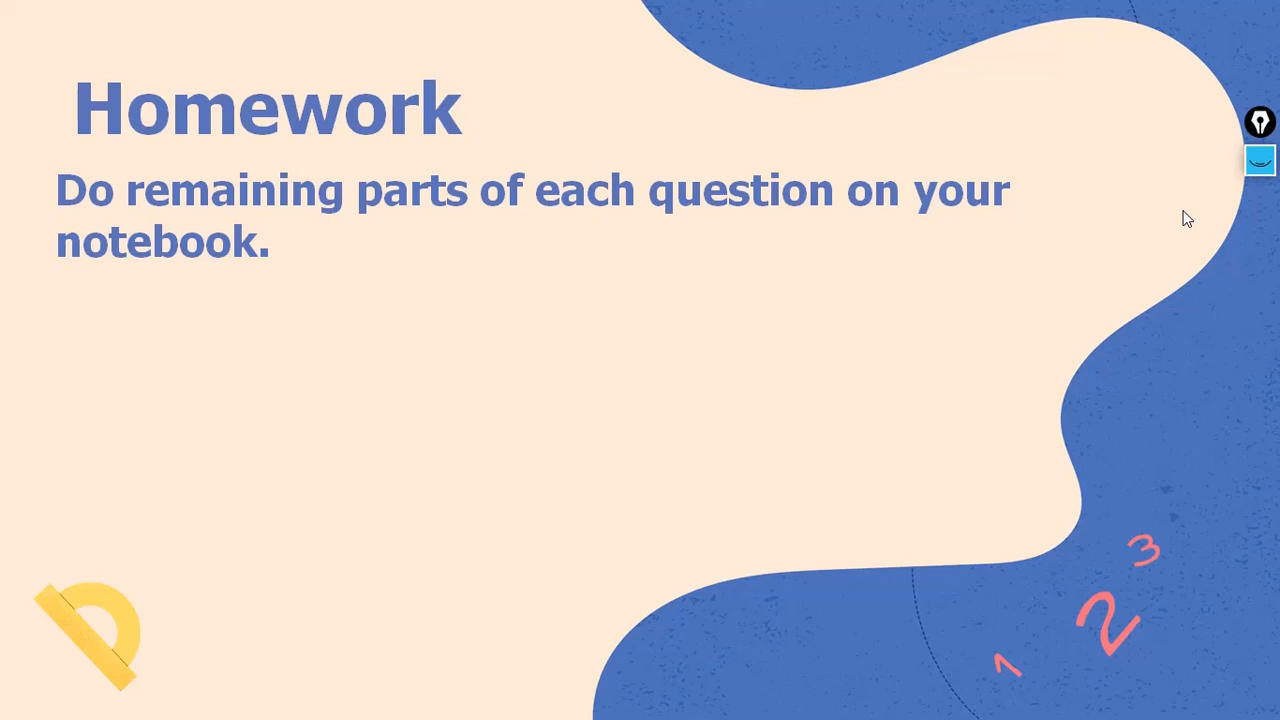 Homework
Do remaining parts of each question on your
notebook.
3
2
1